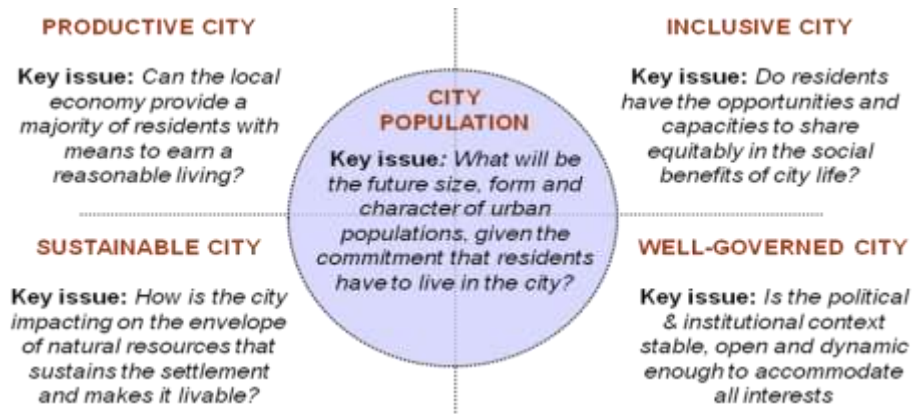 PRODUCTIVE CITY
Key issue: Can the local
economy provide a
majority of residents with
means to earn a
reasonable living?
INCLUSIVE CITY
Key issue: Do residents
have the opportunities and
capacities to share
equitably in the social
benefits of city life?
CITY
POPULATION
Key issue: What will be
the future size, form and
character of urban
populations, given the
commitment that residents
have to live in the city?
SUSTAINABLE CITY
Key issue: How is the city
impacting on the envelope
of natural resources that
sustains the settlement
and makes it livable?
WELL-GOVERNED CITY
Key issue: Is the political
& institutional context
stable, open and dynamic
enough to accommodate
all interests